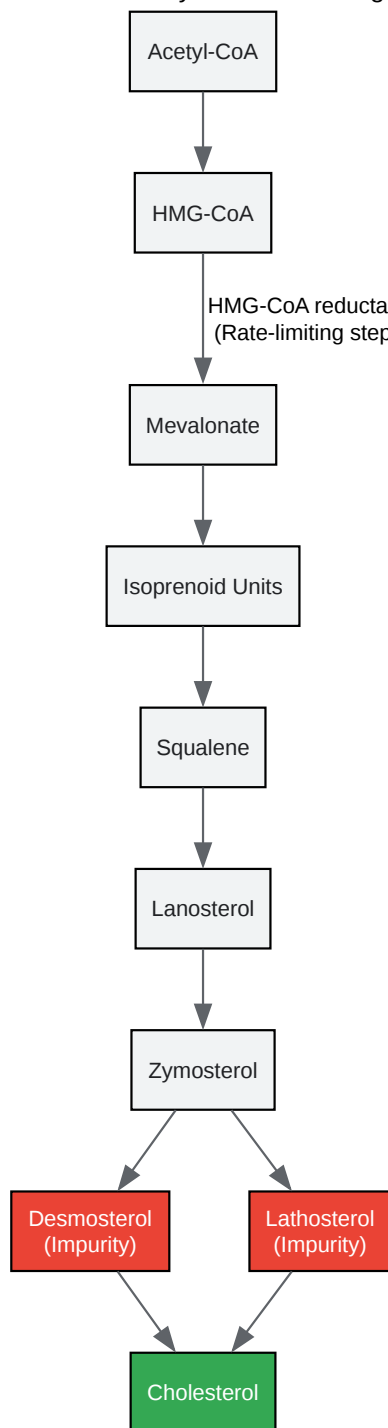 Acetyl-CoA
HMG-CoA
HMG-CoA reducta
(Rate-limiting step
Mevalonate
Isoprenoid Units
Squalene
Lanosterol
Zymosterol
Desmosterol
(Impurity)
Lathosterol
(Impurity)
Cholesterol